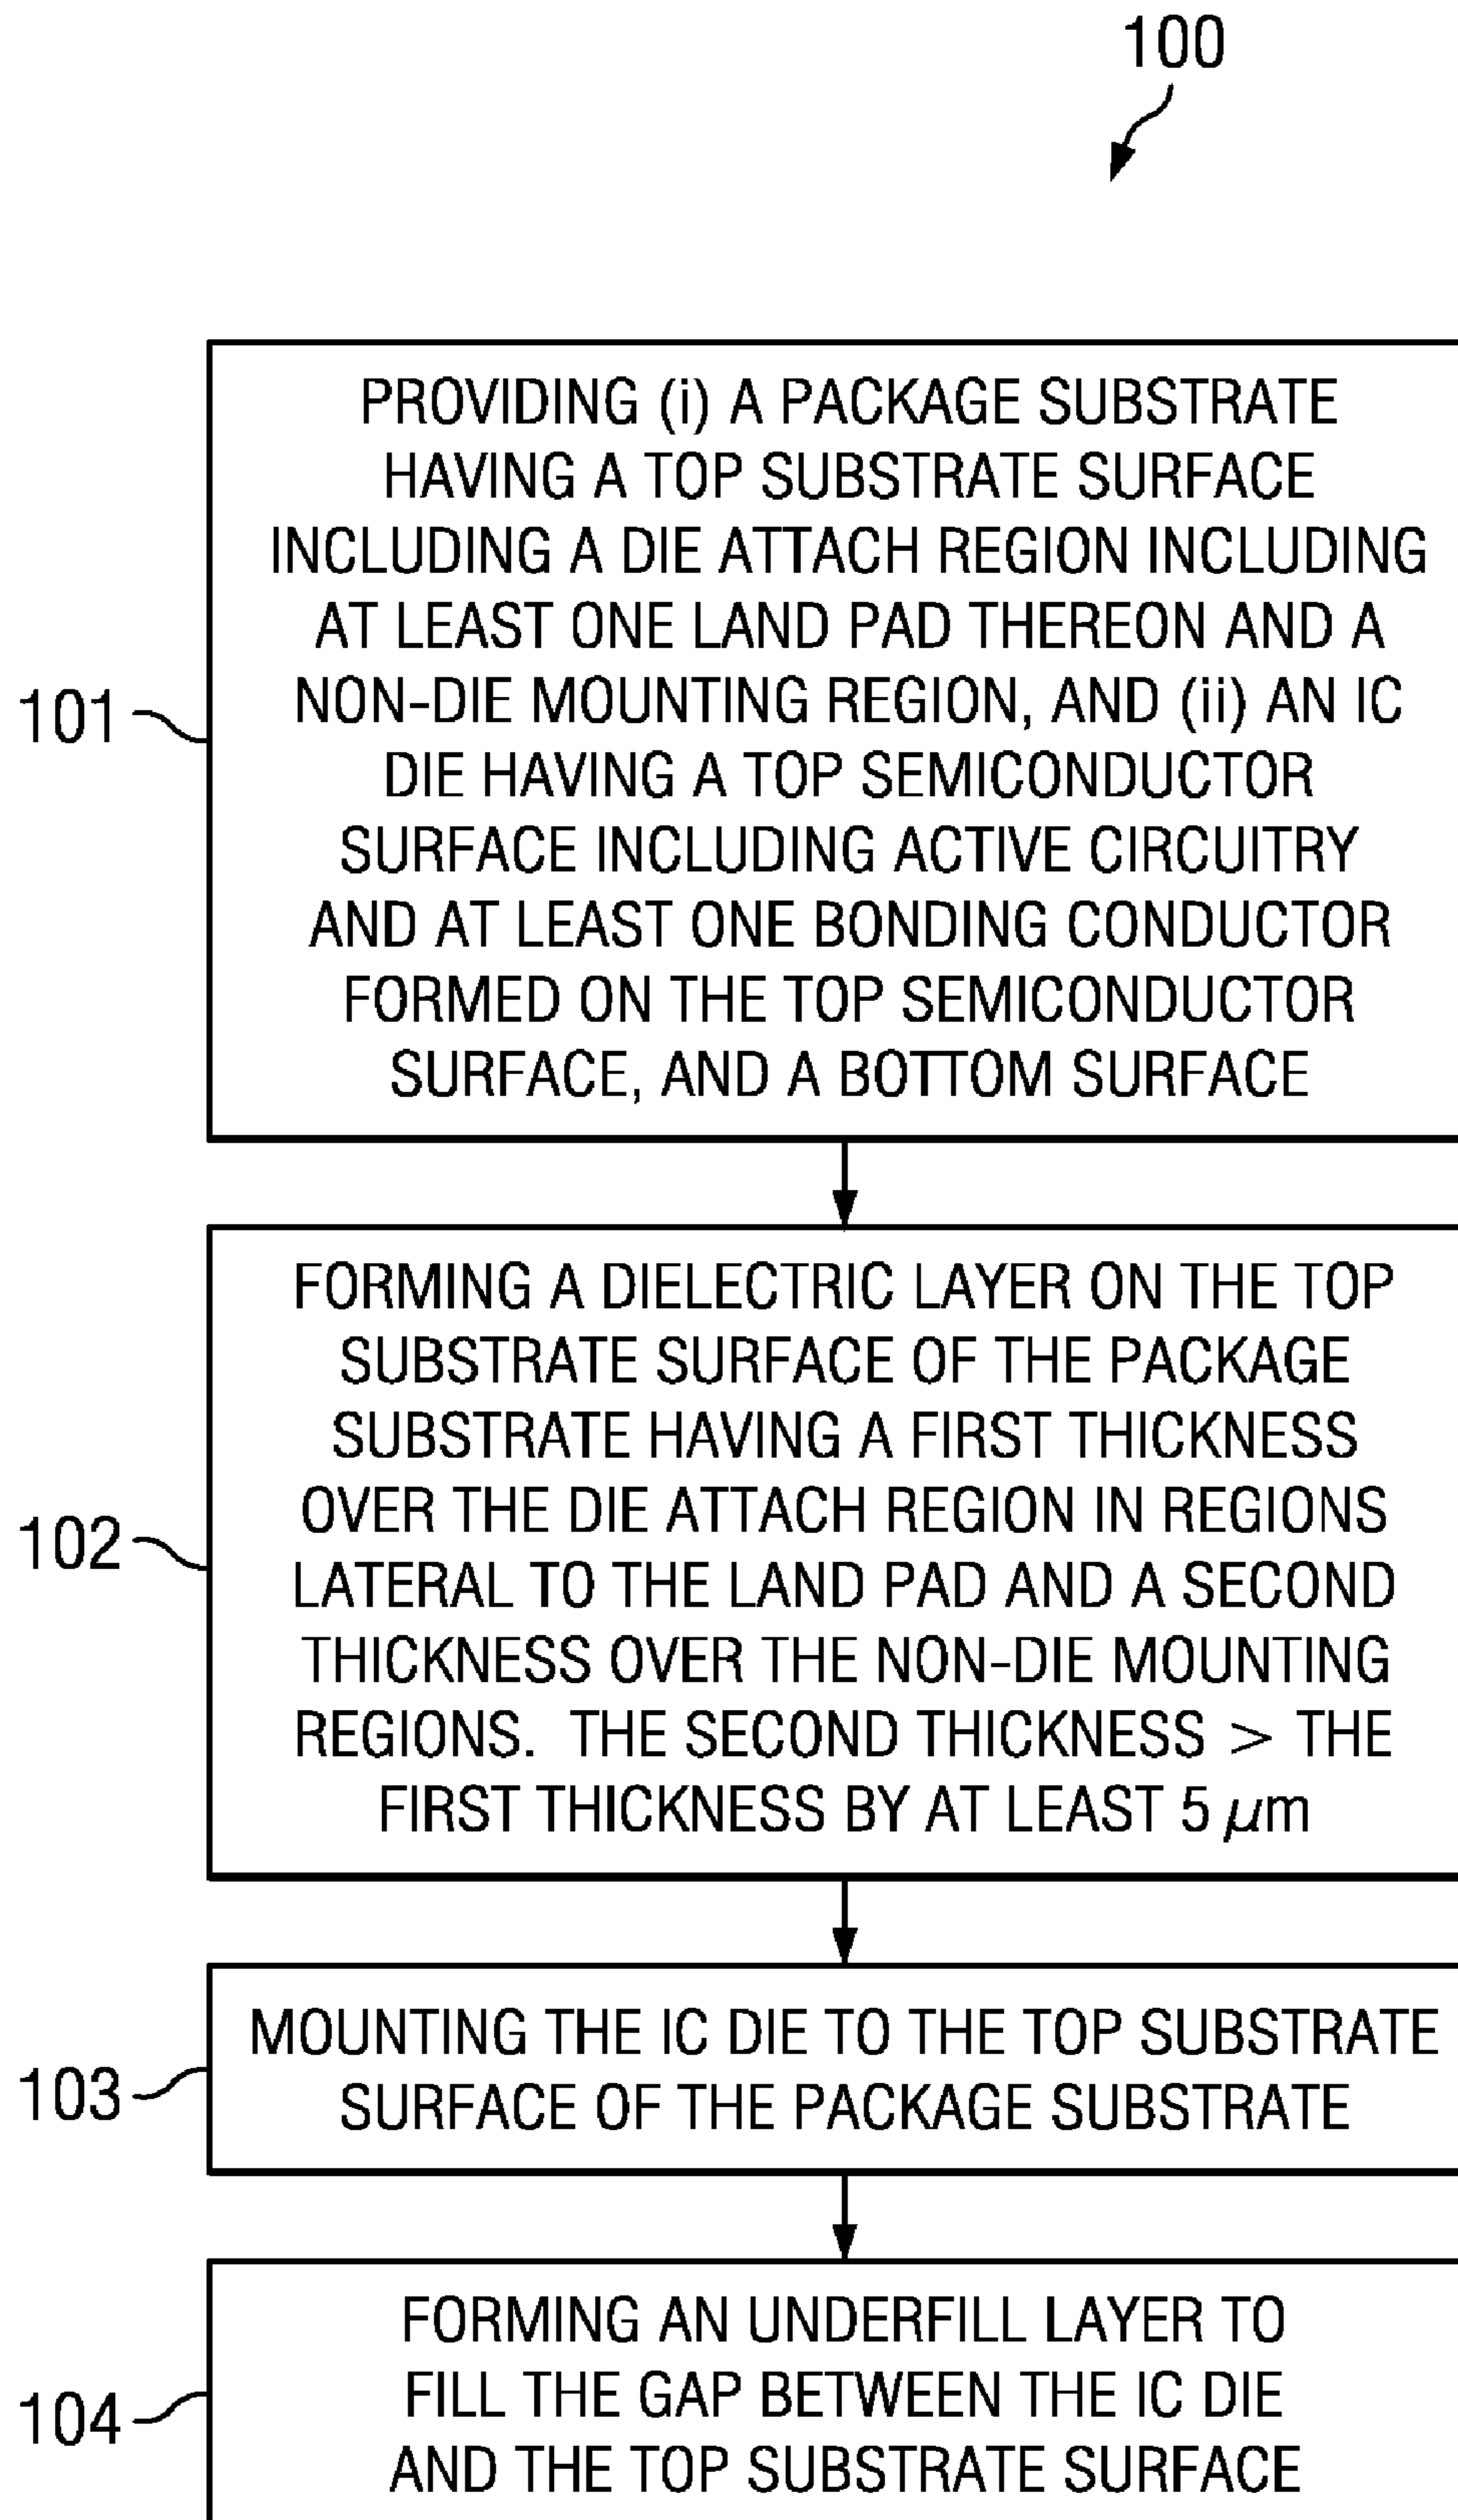 100
101
PROVIDING (i) A PACKAGE SUBSTRATE
HAVING A TOP SUBSTRATE SURFACE
INCLUDING A DIE ATTACH REGION INCLUDING
AT LEAST ONE LAND PAD THEREON AND A
NON-DIE MOUNTING REGION, AND (ii) AN IC
DIE HAVING A TOP SEMICONDUCTOR
SURFACE INCLUDING ACTIVE CIRCUITRY
AND AT LEAST ONE BONDING CONDUCTOR
FORMED ON THE TOP SEMICONDUCTOR
SURFACE, AND A BOTTOM SURFACE
102
FORMING A DIELECTRIC LAYER ON THE TOP
SUBSTRATE SURFACE OF THE PACKAGE
SUBSTRATE HAVING A FIRST THICKNESS
OVER THE DIE ATTACH REGION IN REGIONS
LATERAL TO THE LAND PAD AND A SECOND
THICKNESS OVER THE NON-DIE MOUNTING
REGIONS. THE SECOND THICKNESS > THE
FIRST THICKNESS BY AT LEAST 5 µm
103
MOUNTING THE IC DIE TO THE TOP SUBSTRATE
SURFACE OF THE PACKAGE SUBSTRATE
104
FORMING AN UNDERFILL LAYER TO
FILL THE GAP BETWEEN THE IC DIE
AND THE TOP SUBSTRATE SURFACE